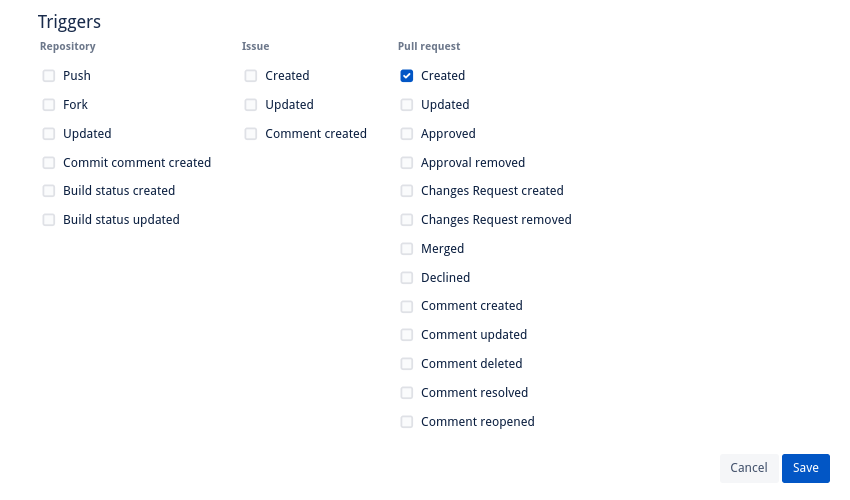 Triggers
Repository
Push
Fork
Updated
Commit comment created
Build status created
Build status updated
Issue
Created
Updated
Comment created
Pull request
Created
Updated
Approved
Approval removed
Changes Request created
Changes Request removed
Merged
Declined
Comment created
Comment updated
Comment deleted
Comment resolved
Comment reopened
Cancel
Save